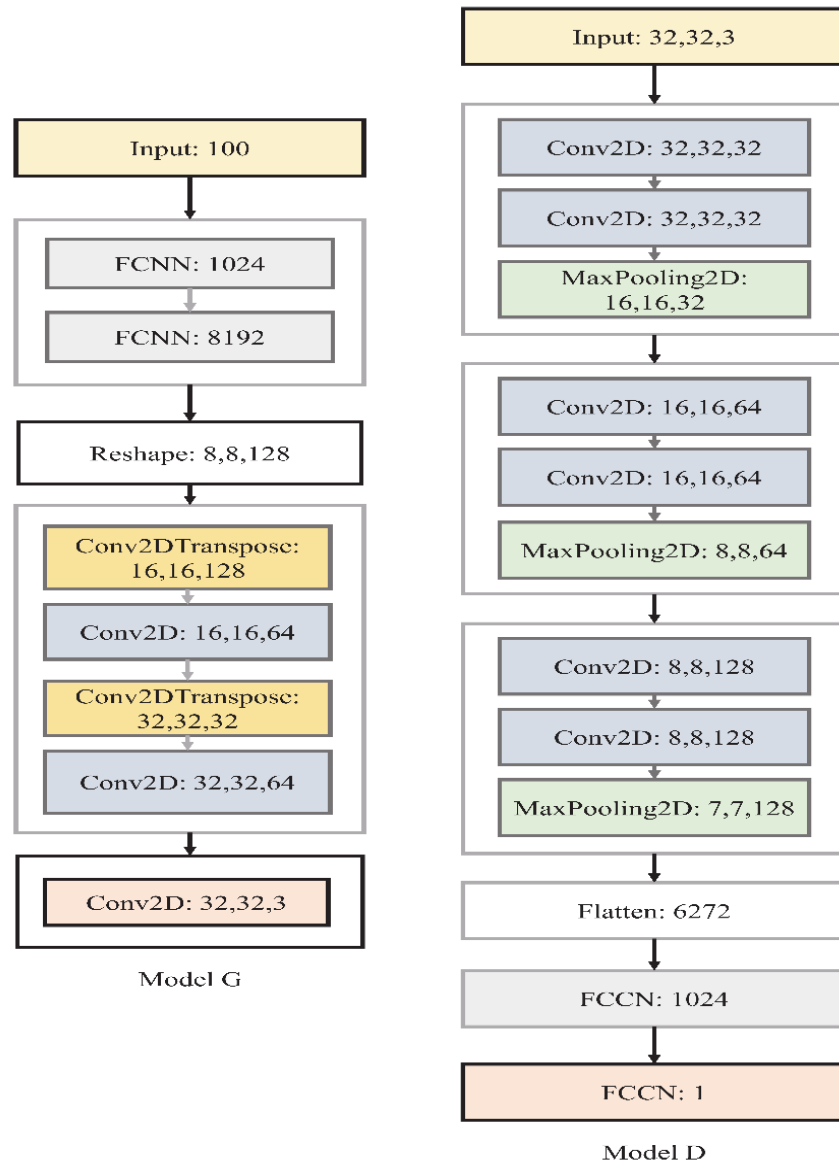 Input: 100
FCNN: 1024
FCNN: 8192
Reshape: 8,8,128
Conv2DTransposc:
16,16,128
Conv2D: 16,16,64
Conv2DTransposc:
32,32,32
Conv2D: 32,32,64
Conv2D: 32,32,3
Model G
Input: 32,32,3
Conv2D: 32,32,32
Conv2D: 32,32,32
MaxPooling2D:
16,16,32
Conv2D: 16,16,64
Conv2D: 16,16,64
MaxPooling2D: 8,8,64
Conv2D: 8,8,128
Conv2D: 8,8,128
MaxPooling2D: 7,7,128
Flatten: 6272
FCCN: 1024
FCCN: 1
Model D